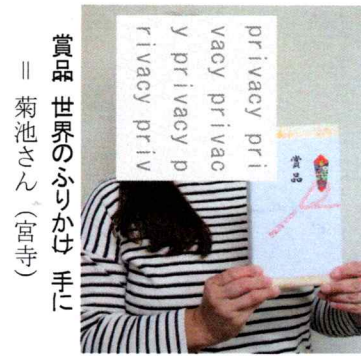 賞品 世界のふりかけ 手に
＝ 菊池さん（宮寺）
privacy pri
vacy privac
y privacy p
rivacy priv
賞品